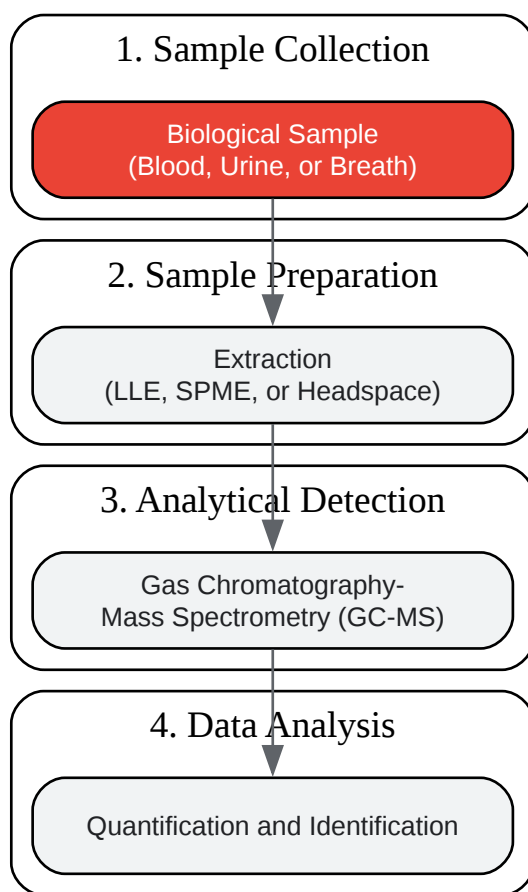 1. Sample Collection
Biological Sample
(Blood, Urine, or Breath)
2. Sample Preparation
Extraction
(LLE, SPME, or Headspace)
3. Analytical Detection
Gas Chromatography-
Mass Spectrometry (GC-MS)
4. Data Analysis
Quantification and Identification